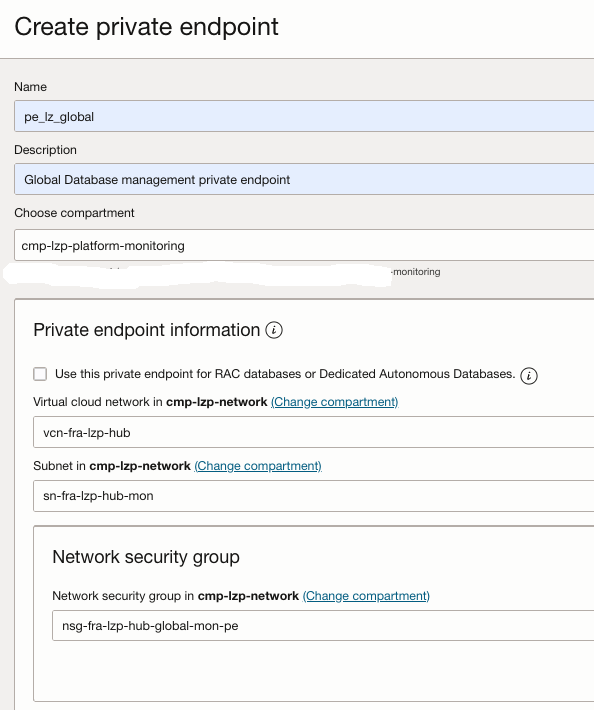 Create private endpoint
Name
pe_lz_global
Description
Global Database management private endpoint
Choose compartment
cmp-lzp-platform-monitoring
-monitoring
Private endpoint information i
Use this private endpoint for RAC databases or Dedicated Autonomous Databases. i
Virtual cloud network in cmp-lzp-network (Change compartment)
vcn-fra-lzp-hub
Subnet in cmp-lzp-network (Change compartment)
sn-fra-lzp-hub-mon
Network security group
Network security group in cmp-lzp-network (Change compartment)
nsg-fra-lzp-hub-global-mon-pe